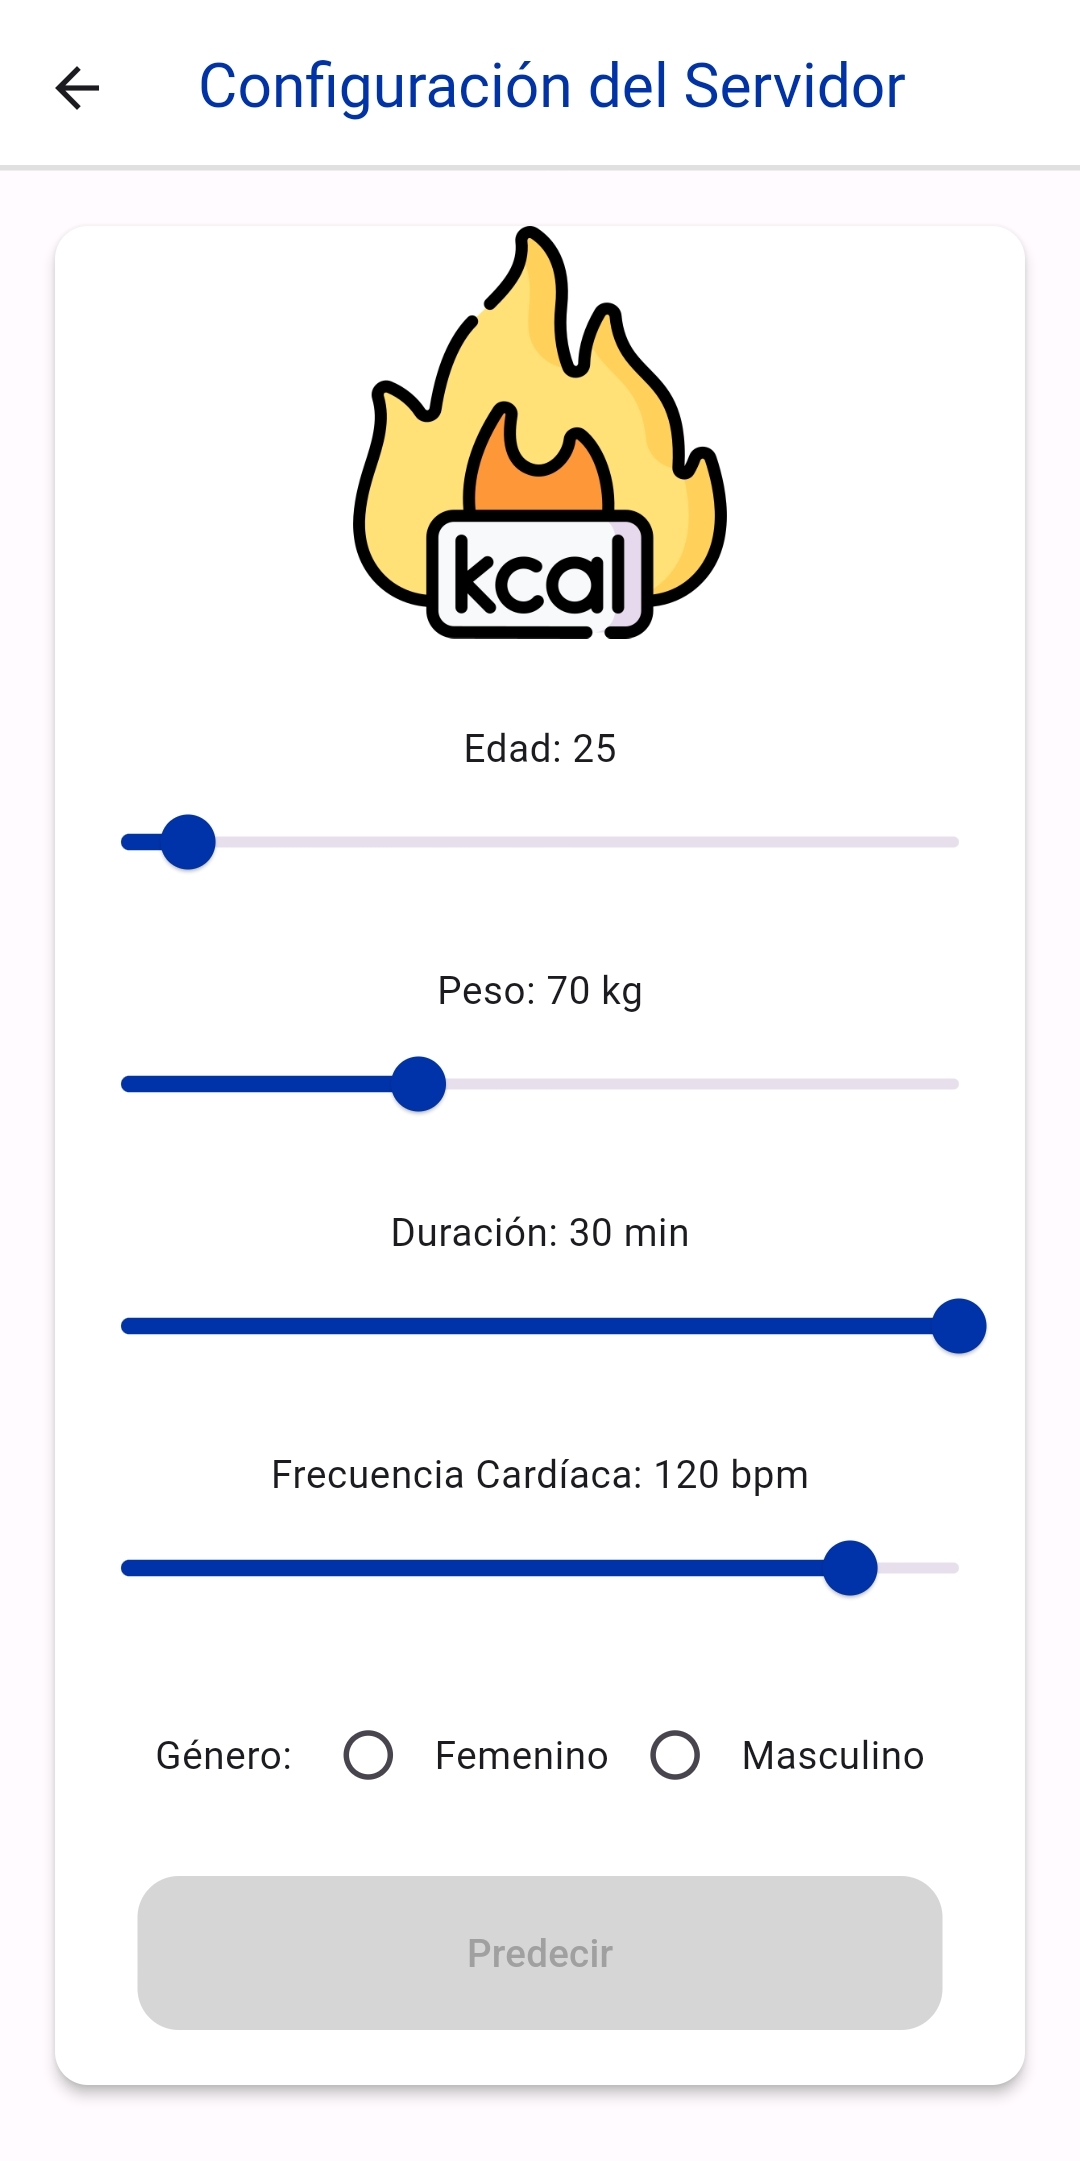 Configuración del Servidor
kcal
Edad: 25
Peso: 70 kg
Duración: 30 min
Frecuencia Cardíaca: 120 bpm
Género: Femenino Masculino
Predecir